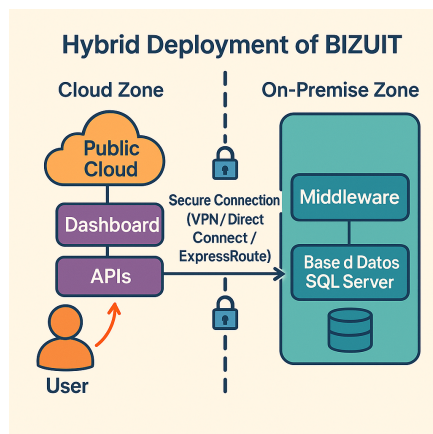 Hybrid Deployment of BIZUIT
Cloud Zone
On-Premise Zone
Public
Cloud
Dashboard
APIs
User
Secure Connection
(VPN/Direct
Connect /
ExpressRoute)
Middleware
Base d Datos
SQL Server